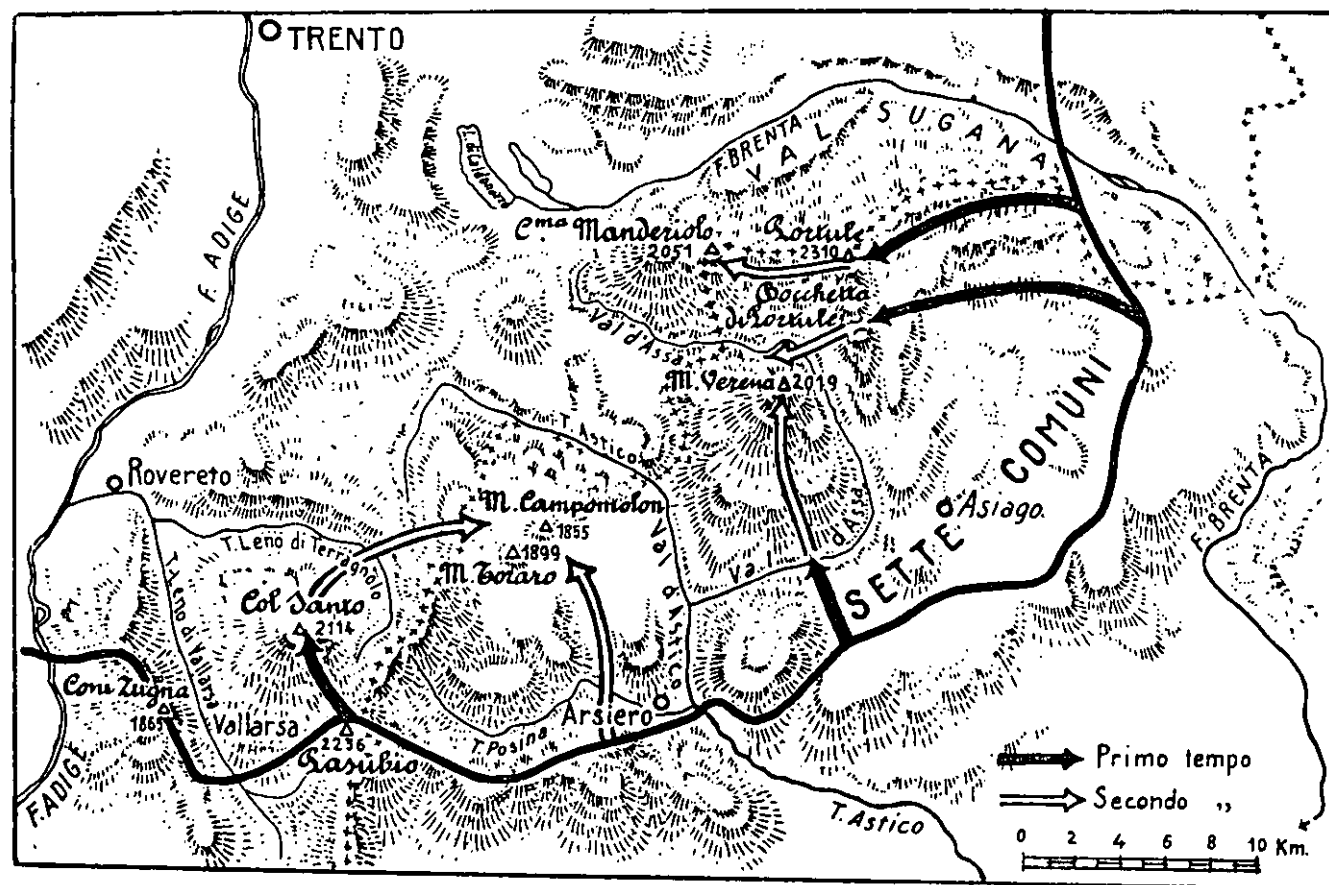 TRENTO
L. di Caldonazzo
F. BRENTA
VAL SUGANA
F. ADIGE
Cma Manderiolo
2051
Portule
2310
Bocchetta
di Portule
Val d'Assa
M. Verena 2019
T. Astico
Rovereto
M. Campomolon
1855
1899
M. Toraro
T. Leno di Terragnolo
Col Santo
2114
T. Leno di Vallarsa
Val d'Astico
Val d'Assa
Asiago.
SETTE COMUNI
F. BRENTA
Coni Zugna
1865
Vallarsa
2236
Pasubio
T. Posina
Arsiero
F. ADIGE
T. Astico
Primo tempo
Secondo „
0 2 4 6 8 10 Km.